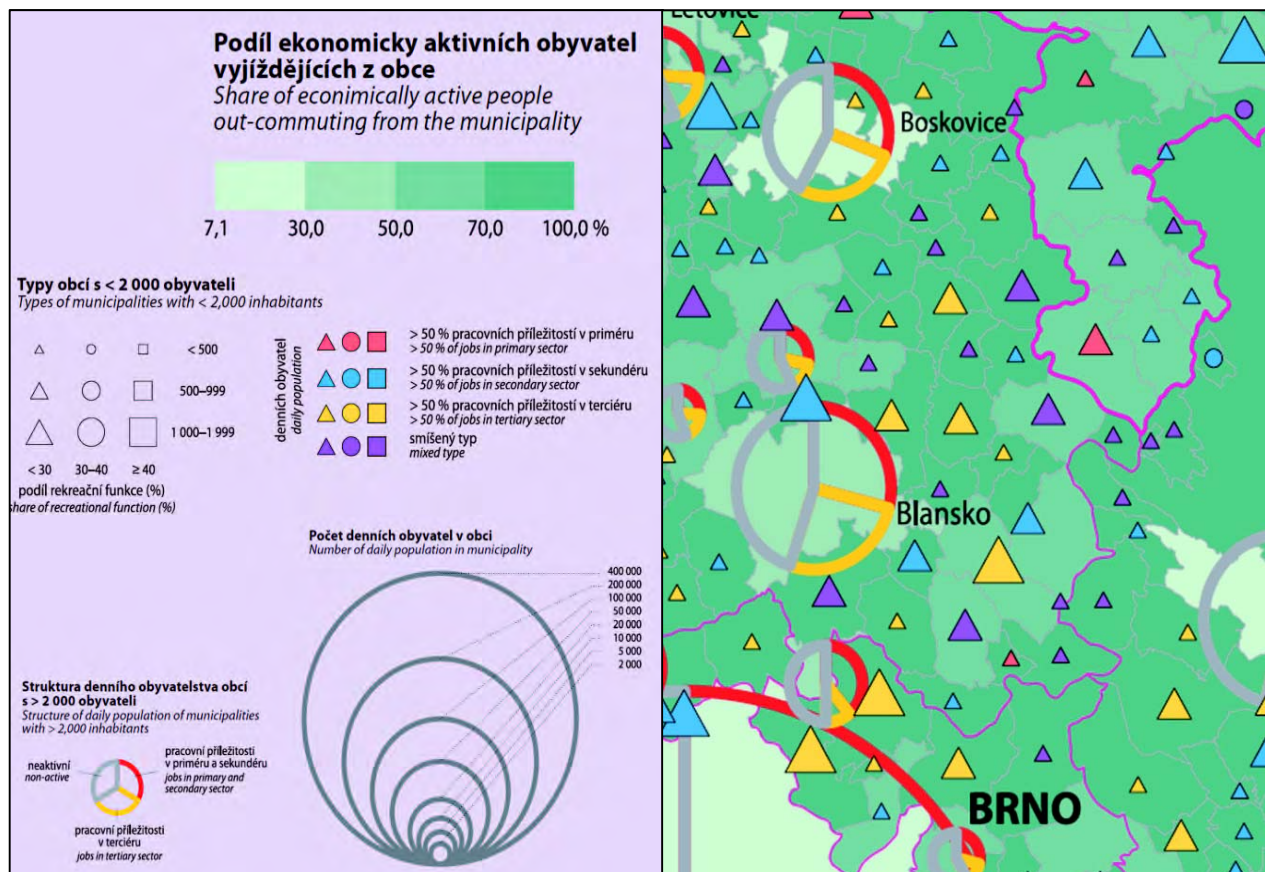 Podíl ekonomicky aktivních obyvatel
vyjíždějících z obce
Share of econimically active people
out-commuting from the municipality
7,1 30,0 50,0 70,0 100,0 %
Typy obcí s < 2 000 obyvateli
Types of municipalities with < 2,000 inhabitants
< 500
500–999
1 000–1 999
< 30 30–40 ≥ 40
podíl rekreační funkce (%)
share of recreational function (%)
denních obyvatel
daily population
> 50 % pracovních příležitostí v priméru
> 50 % of jobs in primary sector
> 50 % pracovních příležitostí v sekundéru
> 50 % of jobs in secondary sector
> 50 % pracovních příležitostí v terciéru
> 50 % of jobs in tertiary sector
smíšený typ
mixed type
Počet denních obyvatel v obci
Number of daily population in municipality
400 000
200 000
100 000
50 000
20 000
10 000
5 000
2 000
Struktura denního obyvatelstva obcí
s > 2 000 obyvateli
Structure of daily population of municipalities
with > 2,000 inhabitants
neaktivní
non-active
pracovní příležitosti
v priméru a sekundéru
jobs in primary and
secondary sector
pracovní příležitosti
v terciéru
jobs in tertiary sector
Letovice
Boskovice
Blansko
BRNO